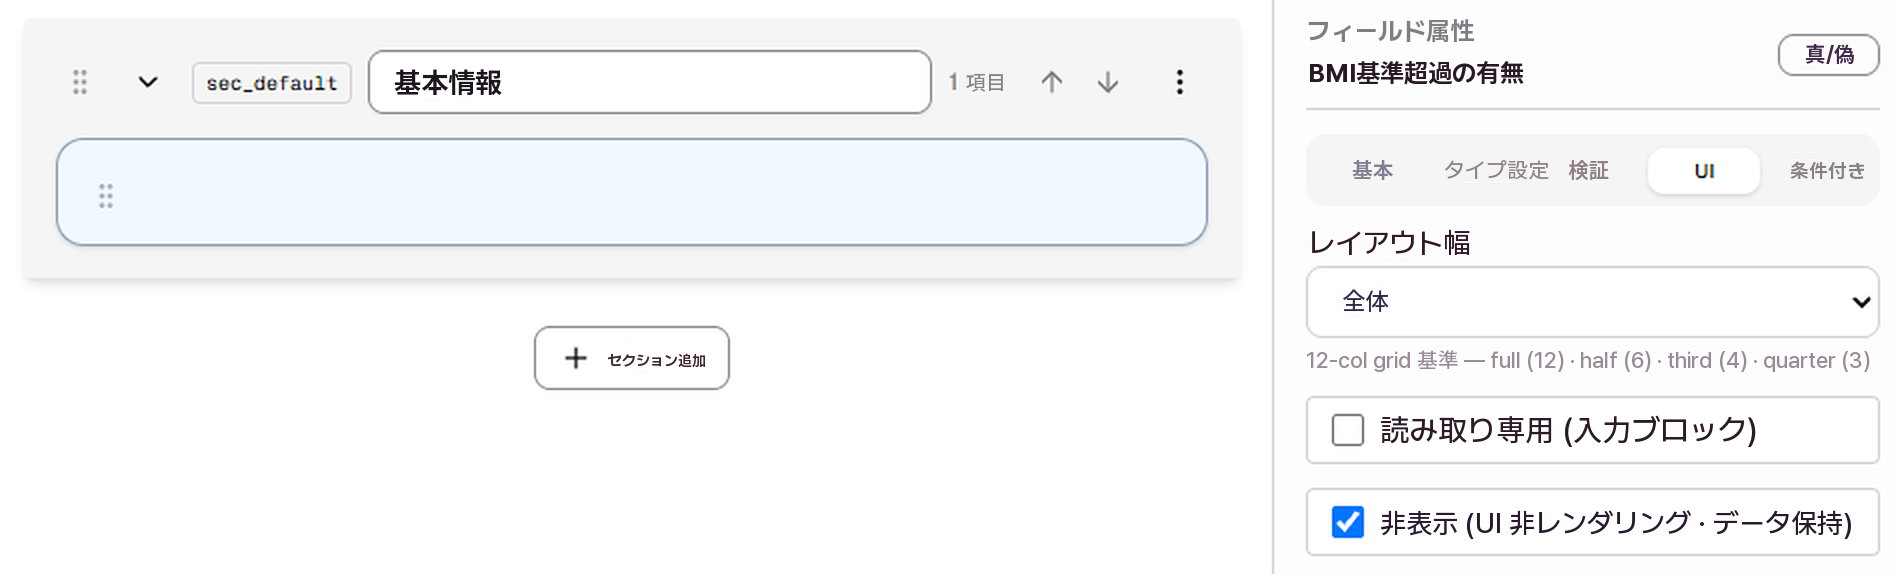 sec_default 基本情報 1 項目
セクション追加
フィールド属性
BMI基準超過の有無
真/偽
基本 タイプ設定 検証 UI 条件付き
レイアウト幅
全体
12-col grid 基準 — full (12) · half (6) · third (4) · quarter (3)
読み取り専用 (入力ブロック)
非表示 (UI 非レンダリング · データ保持)